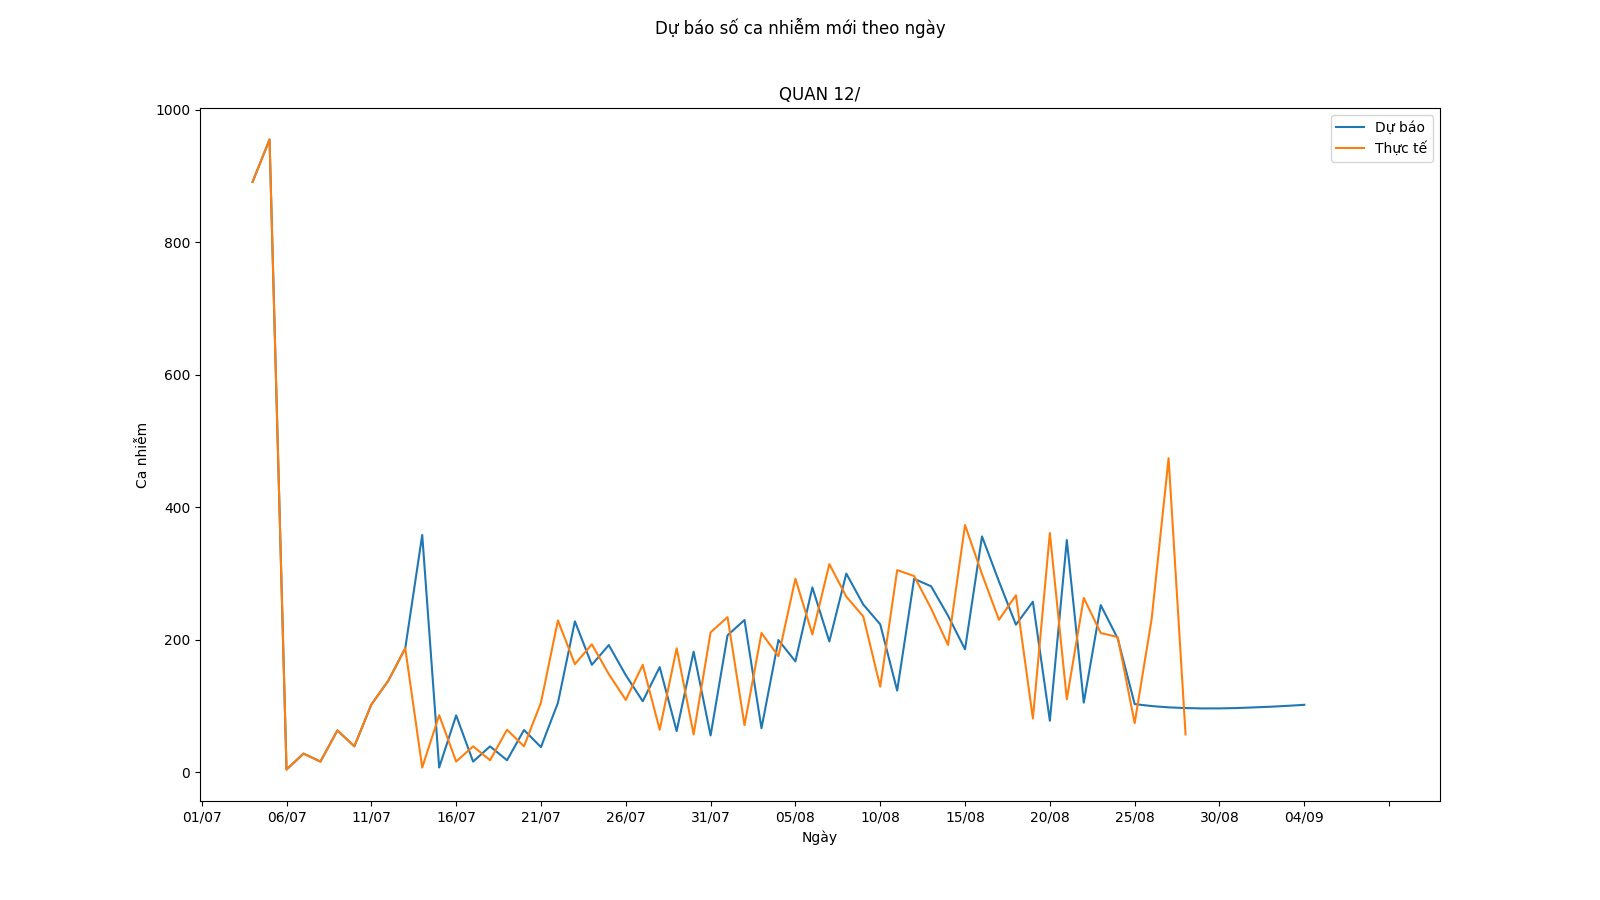 Dự báo số ca nhiễm mới theo ngày
QUAN 12/
Dự báo
Thực tế
1000
800
600
400
200
0
Ca nhiễm
01/07 06/07 11/07 16/07 21/07 26/07 31/07 05/08 10/08 15/08 20/08 25/08 30/08 04/09
Ngày